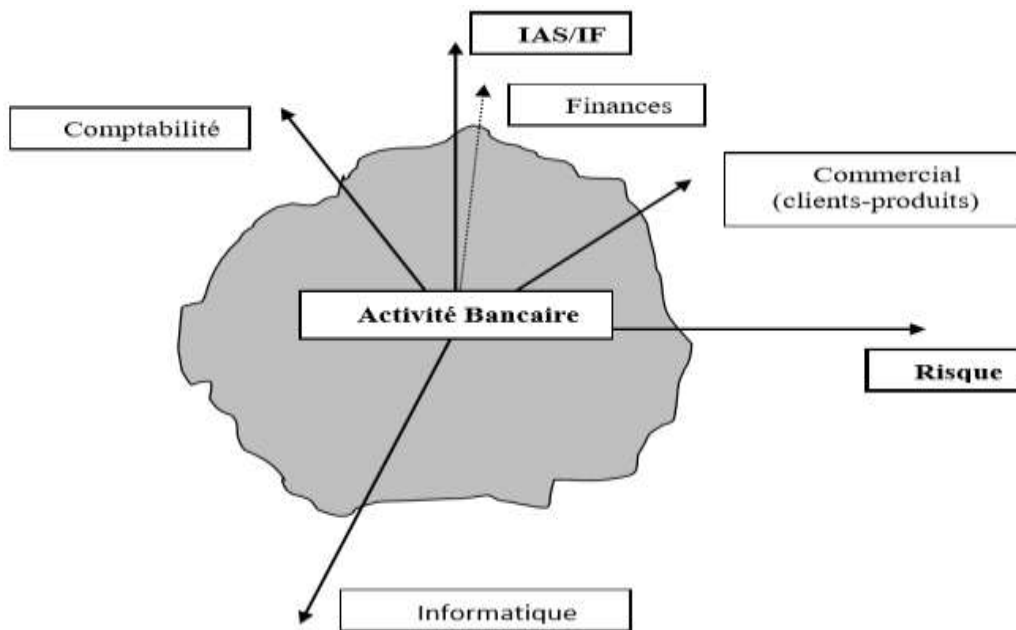 IAS/IF
Finances
Comptabilité
Commercial
(clients-produits)
Activité Bancaire
Risque
Informatique